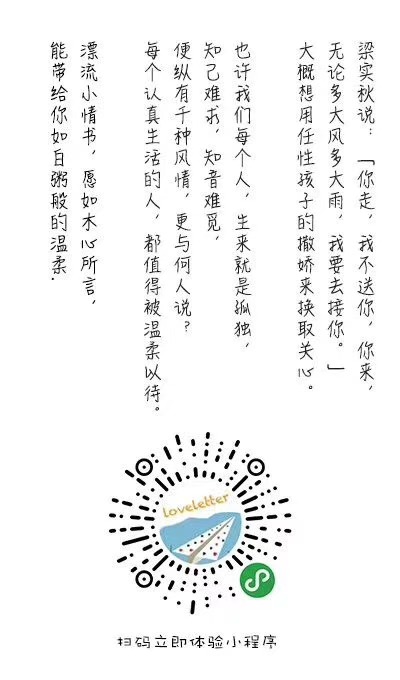 梁实秋说：「你走，我不送你，你来，
无论多大风多大雨，我要去接你。」
大概想用任性孩子的撒娇来换取关心。
也许我们每个人，生来就是孤独，
知己难求，知音难觅，
便纵有千种风情，更与何人说？
每个认真生活的人，都值得被温柔以待。
漂流小情书，愿如木心所言，
能带给你如白粥般的温柔.
loveletter
扫码立即体验小程序